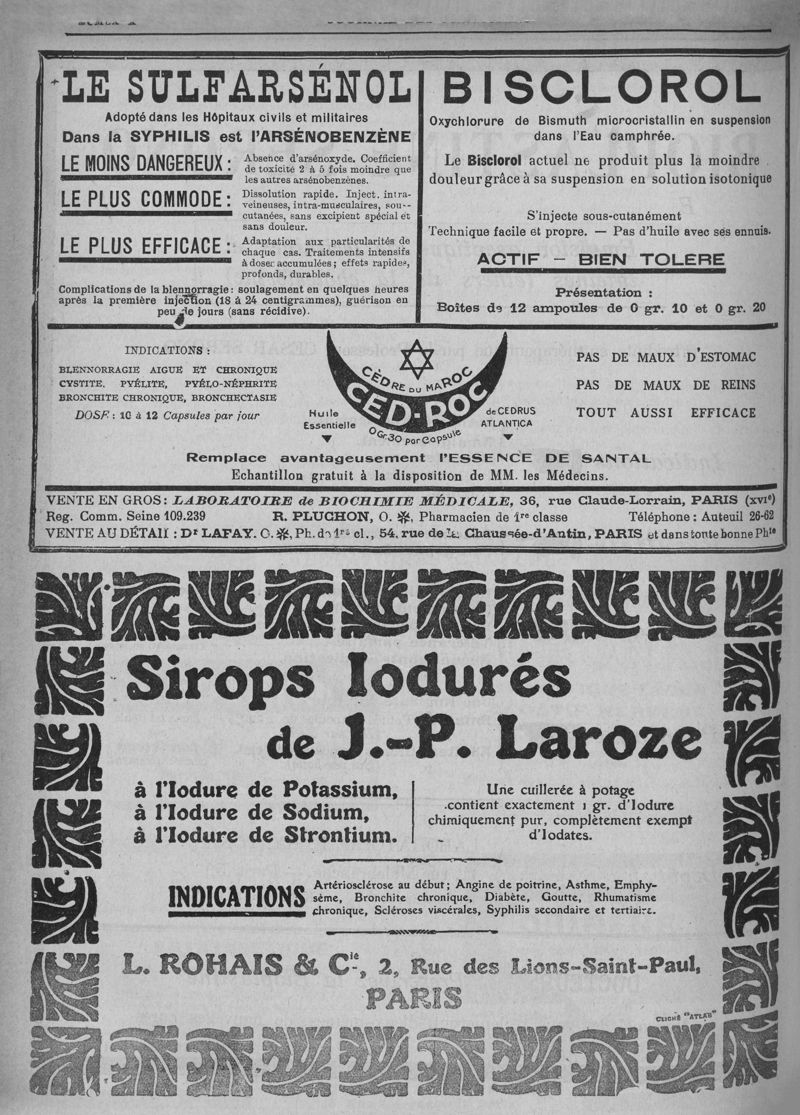 LE SULFARSÉNOL
Adopté dans les Hôpitaux civils et militaires
Dans la SYPHILIS est l'ARSÉNOBENZÈNE
LE MOINS DANGEREUX :
Absence d'arsénoxyde. Coefficient
de toxicité 2 à 5 fois moindre que
les autres arsénobenzènes.
LE PLUS COMMODE :
Dissolution rapide. Inject. intra-
veineuses, intra-musculaires, sou--
cutanées, sans excipient spécial et
sans douleur.
LE PLUS EFFICACE :
Adaptation aux particularités de
chaque cas. Traitements intensifs
à doses accumulées ; effets rapides,
profonds, durables.
Complications de la blennorragie : soulagement en quelques heures
après la première injection (18 à 24 centigrammes), guérison en
peu de jours (sans récidive).
BISCLOROL
Oxychlorure de Bismuth microcristallin en suspension
dans l'Eau camphrée.
Le Bisclorol actuel ne produit plus la moindre
douleur grâce à sa suspension en solution isotonique
S'injecte sous-cutanément
Technique facile et propre. — Pas d'huile avec ses ennuis.
ACTIF — BIEN TOLERE
Présentation :
Boîtes de 12 ampoules de 0 gr. 10 et 0 gr. 20
INDICATIONS :
BLENNORRAGIE AIGUE ET CHRONIQUE
CYSTITE, PYÉLITE, PYÉLO-NÉPHRITE
BRONCHITE CHRONIQUE, BRONCHECTASIE
DOSE : 10 à 12 Capsules par jour
CÈDRE DU MAROC
CED-ROC
Huile
Essentielle
de CEDRUS
ATLANTICA
0 Gr.30 par Capsule
PAS DE MAUX D'ESTOMAC
PAS DE MAUX DE REINS
TOUT AUSSI EFFICACE
Remplace avantageusement l'ESSENCE DE SANTAL
Echantillon gratuit à la disposition de MM. les Médecins.
VENTE EN GROS : LABORATOIRE de BIOCHIMIE MÉDICALE, 36, rue Claude-Lorrain, PARIS (XVIe)
Reg. Comm. Seine 109.239 R. PLUCHON, O. ✻, Pharmacien de 1re classe Téléphone : Auteuil 26-62
VENTE AU DÉTAIL : Dr LAFAY. O. ✻, Ph. de 1re cl., 54, rue de la Chaussée-d'Antin, PARIS et dans toute bonne Phie
Sirops Iodurés
de J.-P. Laroze
à l'Iodure de Potassium,
à l'Iodure de Sodium,
à l'Iodure de Strontium.
Une cuillerée à potage
contient exactement 1 gr. d'Iodure
chimiquement pur, complètement exempt
d'Iodates.
INDICATIONS
Artériosclérose au début ; Angine de poitrine, Asthme, Emphy-
sème, Bronchite chronique, Diabète, Goutte, Rhumatisme
chronique, Scléroses viscérales, Syphilis secondaire et tertiaire.
L. ROHAIS & Cie, 2, Rue des Lions-Saint-Paul,
PARIS
CLICHÉ "ATLAS"